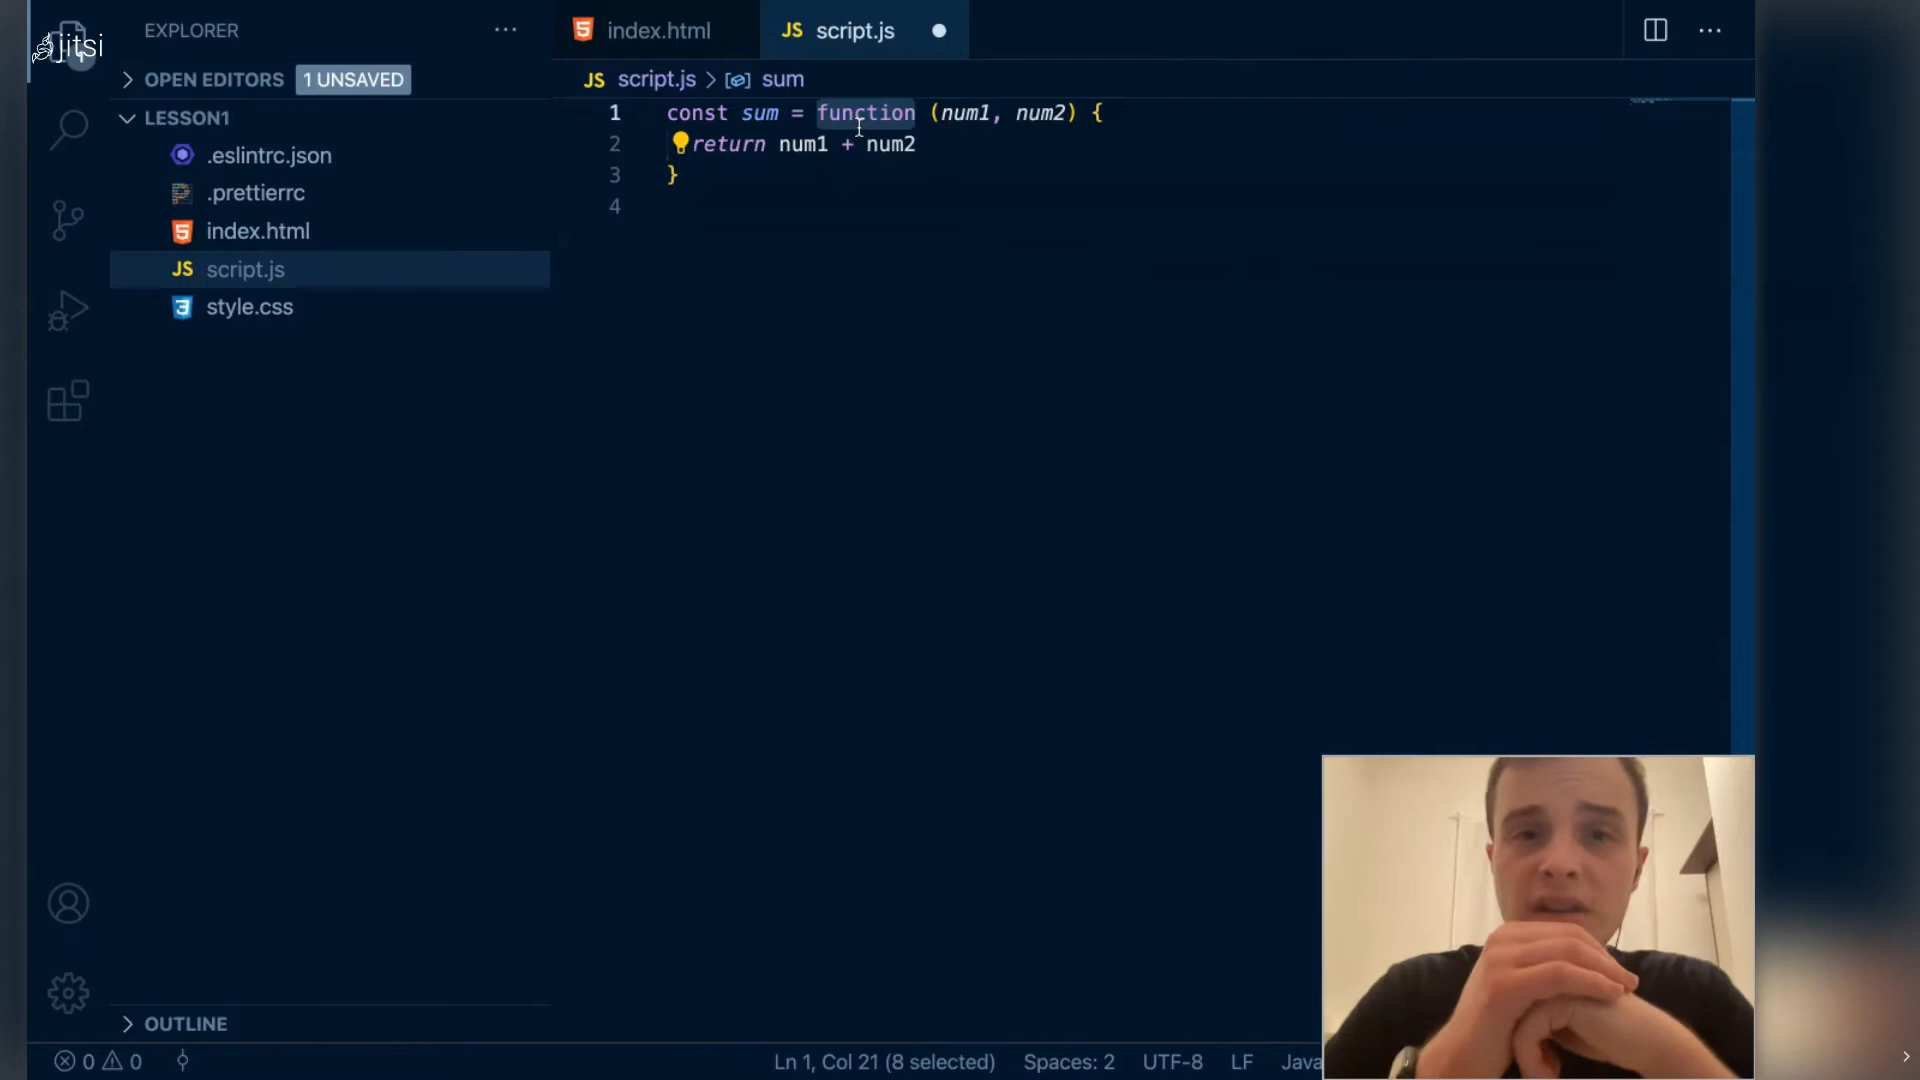 jitsi
EXPLORER
OPEN EDITORS 1 UNSAVED
LESSON1
.eslintrc.json
.prettierrc
index.html
script.js
style.css
OUTLINE
index.html
JS script.js
JS script.js > sum
1 const sum = function (num1, num2) {
2 return num1 + num2
3 }
4
0 0
Ln 1, Col 21 (8 selected) Spaces: 2 UTF-8 LF Java